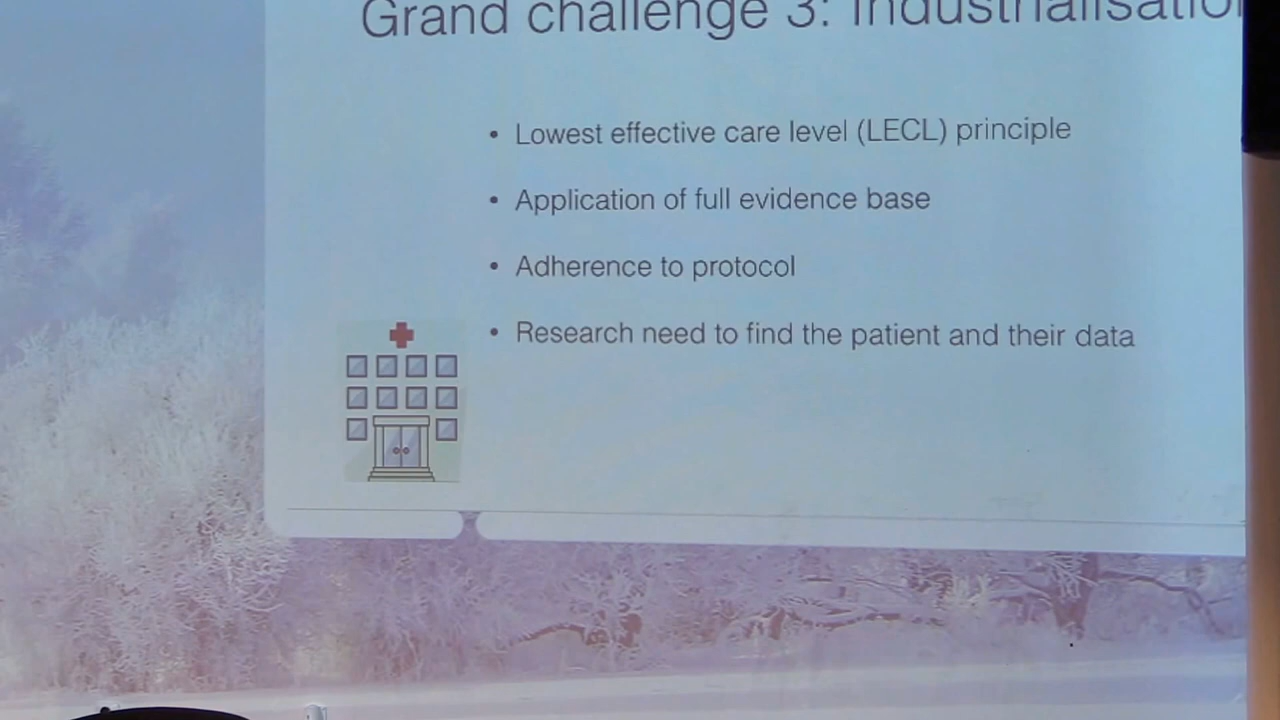 Grand challenge 3: Industrialisatio
• Lowest effective care level (LECL) principle
• Application of full evidence base
• Adherence to protocol
• Research need to find the patient and their data